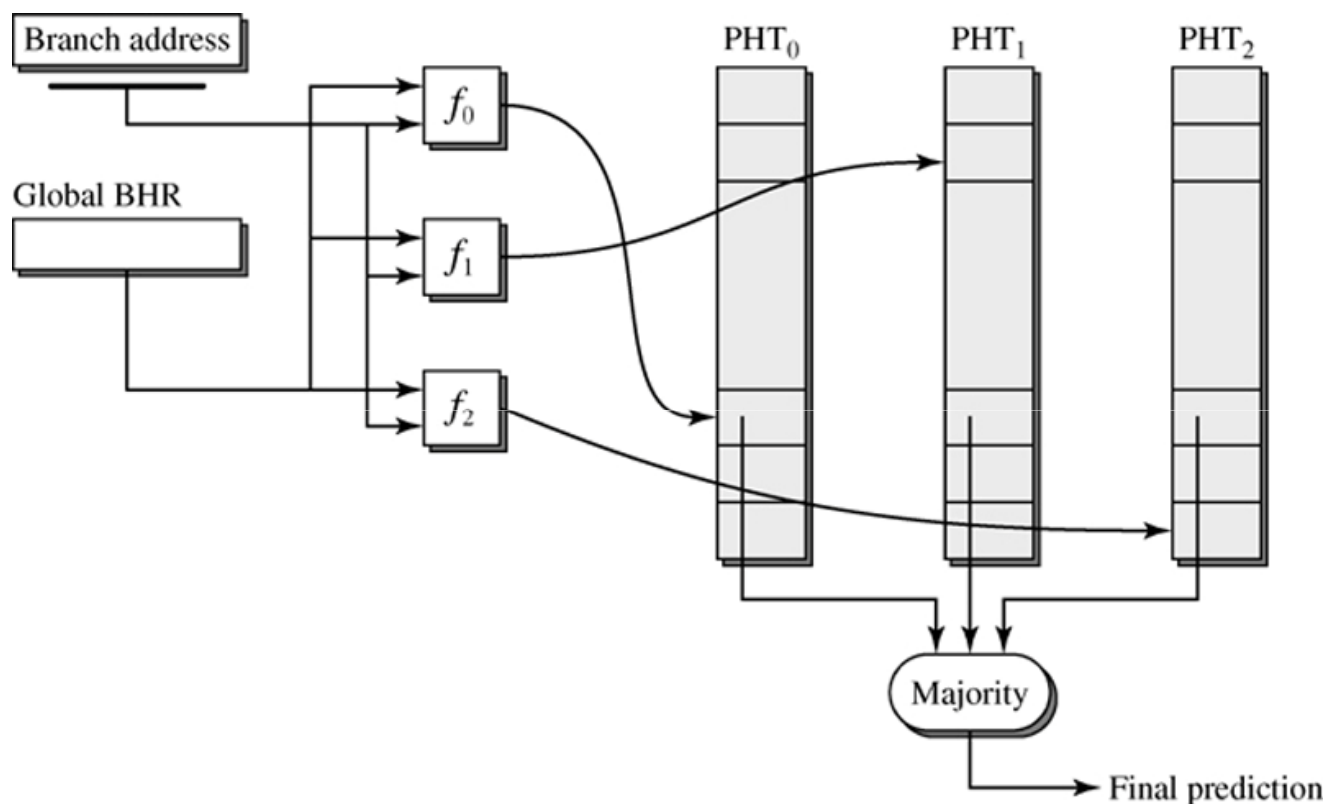 Branch address
Global BHR
f₀
f₁
f₂
PHT₀
PHT₁
PHT₂
Majority
Final prediction